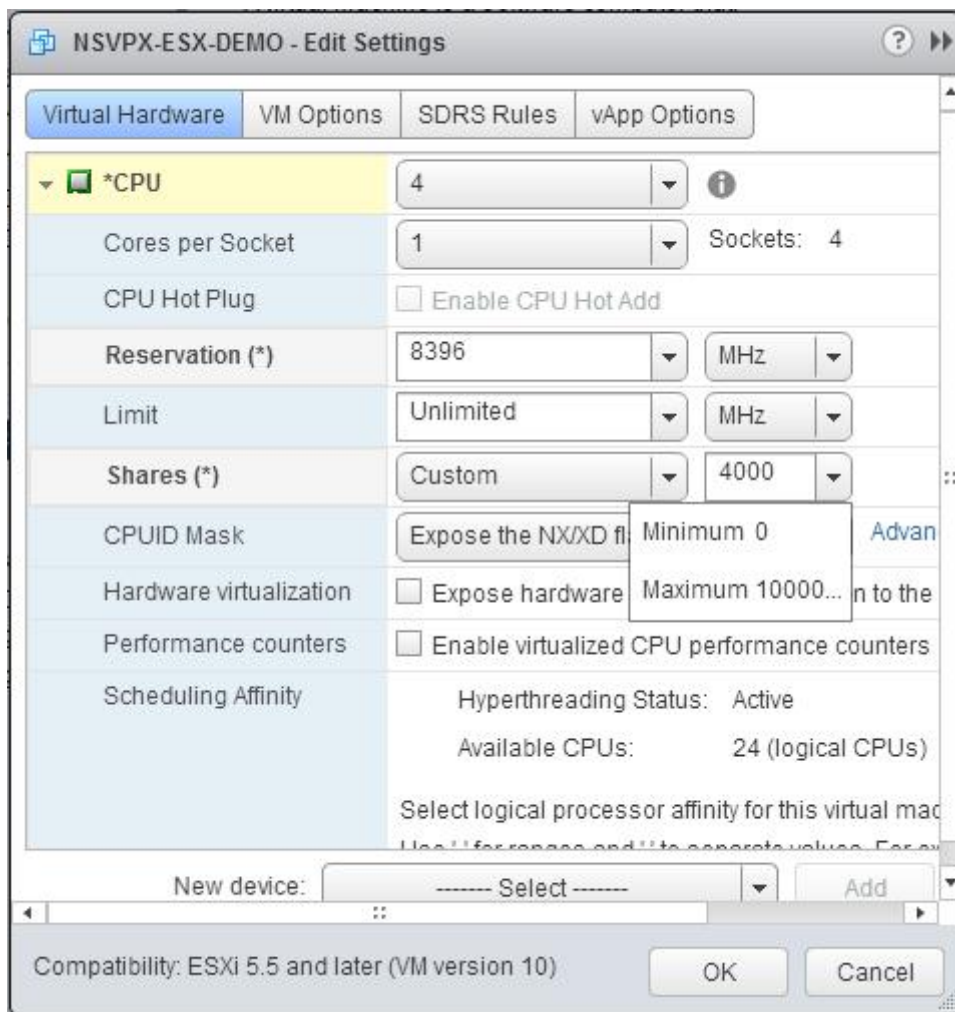 NSVPX-ESX-DEMO - Edit Settings
Virtual Hardware VM Options SDRS Rules vApp Options
*CPU 4
Cores per Socket 1 Sockets: 4
CPU Hot Plug Enable CPU Hot Add
Reservation (*) 8396 MHz
Limit Unlimited MHz
Shares (*) Custom 4000
Minimum 0
CPUID Mask Expose the NX/XD fl Advan
Maximum 10000...
Hardware virtualization Expose hardware n to the
Performance counters Enable virtualized CPU performance counters
Scheduling Affinity Hyperthreading Status: Active
Available CPUs: 24 (logical CPUs)
Select logical processor affinity for this virtual mac
New device: ------- Select ------- Add
Compatibility: ESXi 5.5 and later (VM version 10) OK Cancel